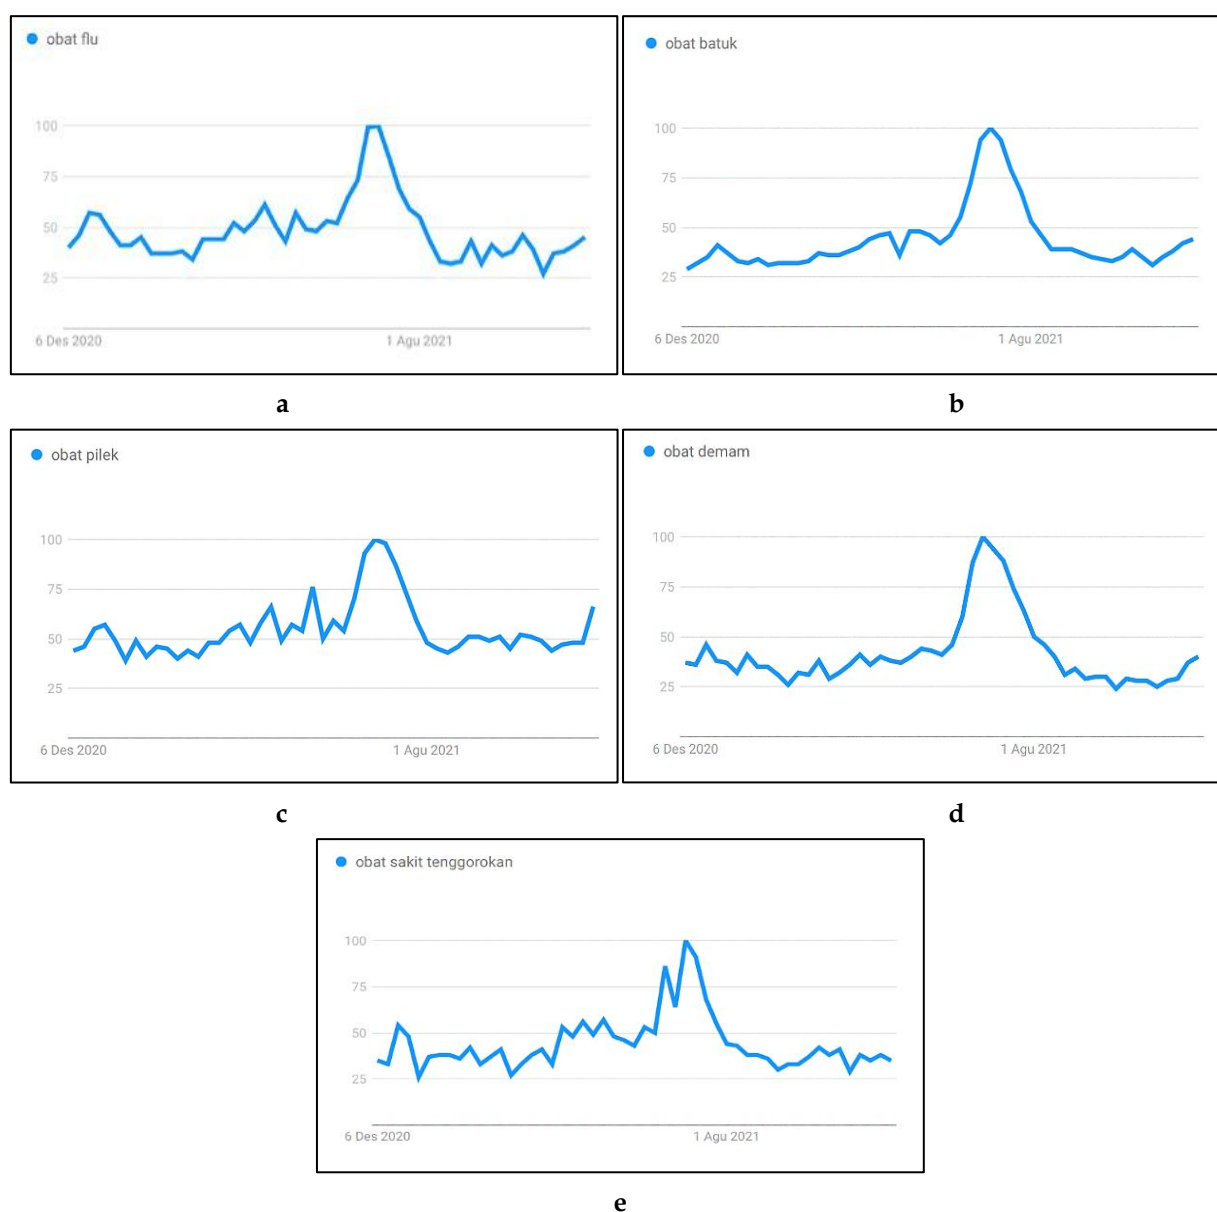 obat flu
100
75
50
25
6 Des 2020
1 Agu 2021
a
obat batuk
100
75
50
25
6 Des 2020
1 Agu 2021
b
obat pilek
100
75
50
25
6 Des 2020
1 Agu 2021
c
obat demam
100
75
50
25
6 Des 2020
1 Agu 2021
d
obat sakit tenggorokan
100
75
50
25
6 Des 2020
1 Agu 2021
e